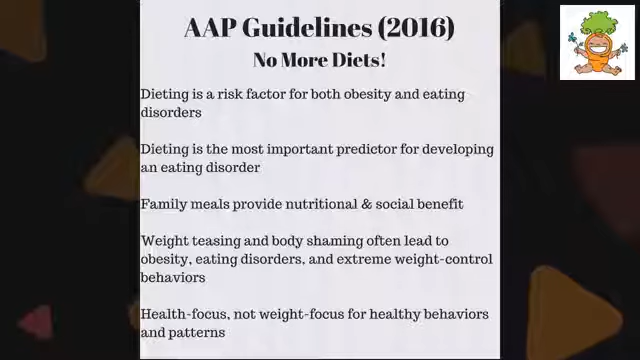 AAP Guidelines (2016)
No More Diets!
Dieting is a risk factor for both obesity and eating
disorders
Dieting is the most important predictor for developing
an eating disorder
Family meals provide nutritional & social benefit
Weight teasing and body shaming often lead to
obesity, eating disorders, and extreme weight-control
behaviors
Health-focus, not weight-focus for healthy behaviors
and patterns